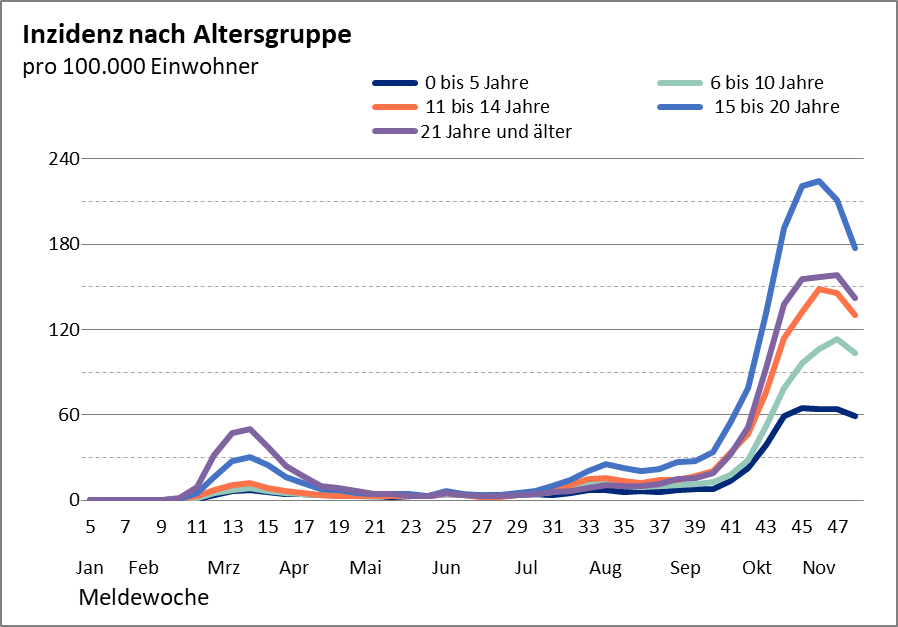 Inzidenz nach Altersgruppe
pro 100.000 Einwohner
0 bis 5 Jahre 6 bis 10 Jahre
11 bis 14 Jahre 15 bis 20 Jahre
21 Jahre und älter
240
180
120
60
0
5 7 9 11 13 15 17 19 21 23 25 27 29 31 33 35 37 39 41 43 45 47
Jan Feb Mrz Apr Mai Jun Jul Aug Sep Okt Nov
Meldewoche